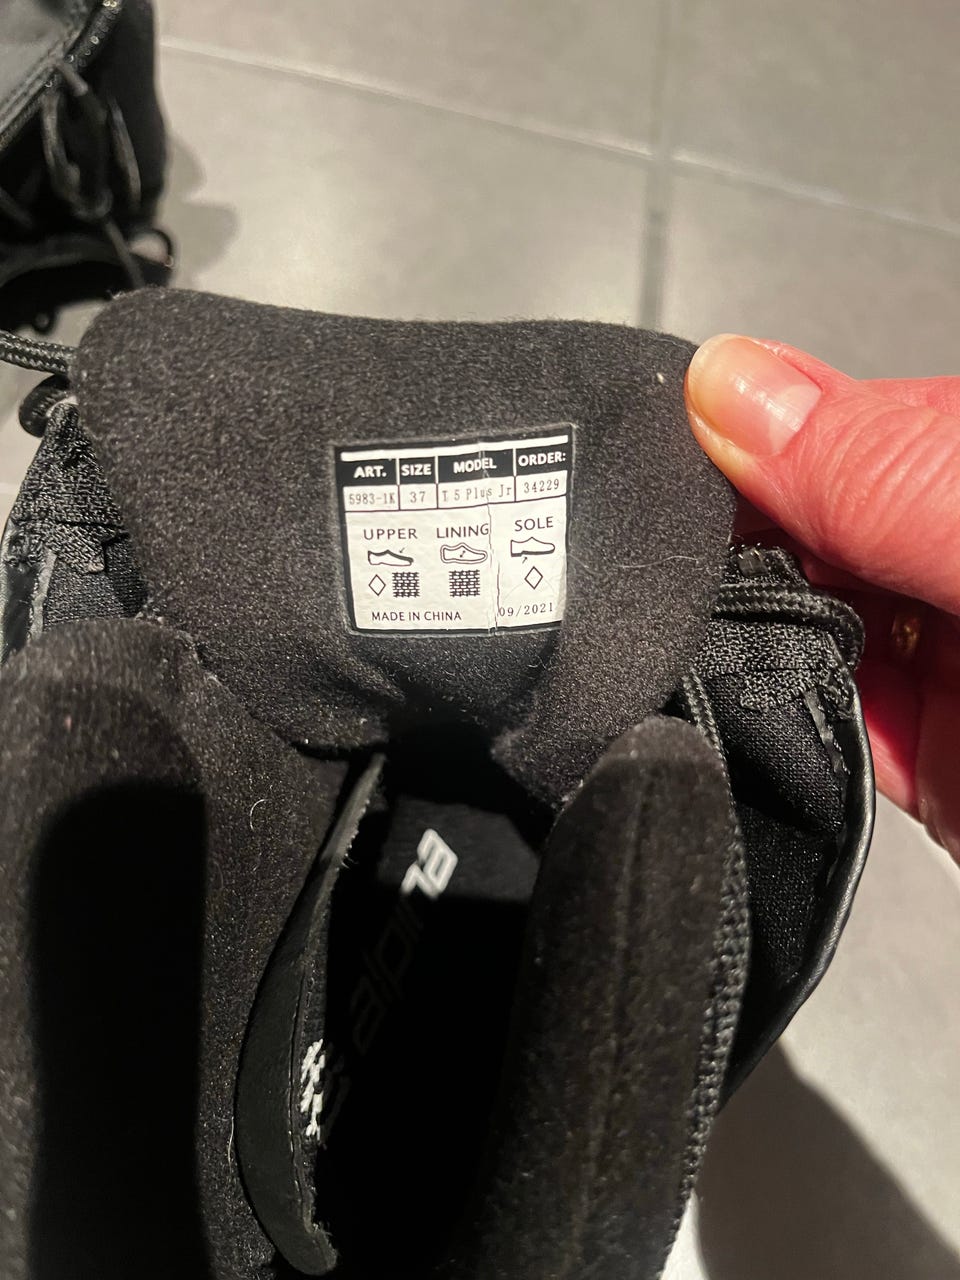 ART. SIZE MODEL ORDER:
5983-1K 37 T 5 Plus Jr 34229
UPPER LINING SOLE
MADE IN CHINA 09/2021
alpina